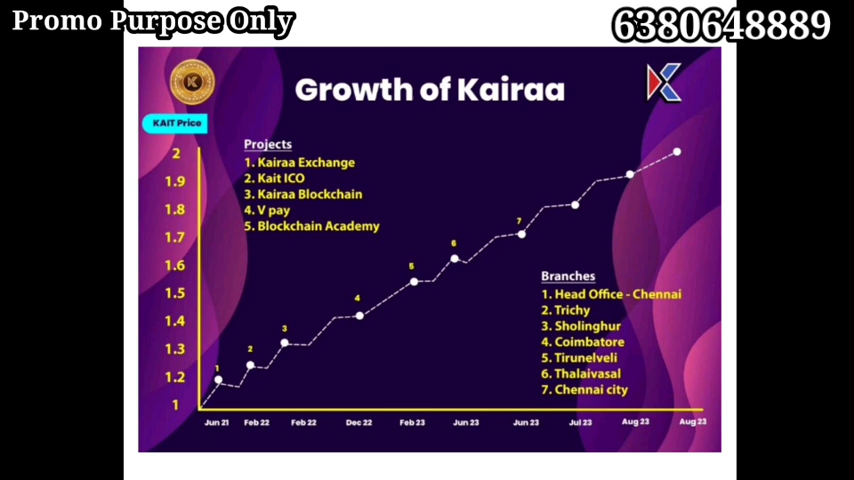 Promo Purpose Only
6380648889
Growth of Kairaa
KAIT Price
Projects
1. Kairaa Exchange
2. Kait ICO
3. Kairaa Blockchain
4. V pay
5. Blockchain Academy
2
1.9
1.8
1.7
1.6
1.5
1.4
1.3
1.2
1
1
2
3
4
5
6
7
Branches
1. Head Office - Chennai
2. Trichy
3. Sholinghur
4. Coimbatore
5. Tirunelveli
6. Thalaivasal
7. Chennai city
Jun 21 Feb 22 Feb 22 Dec 22 Feb 23 Jun 23 Jun 23 Jul 23 Aug 23 Aug 23